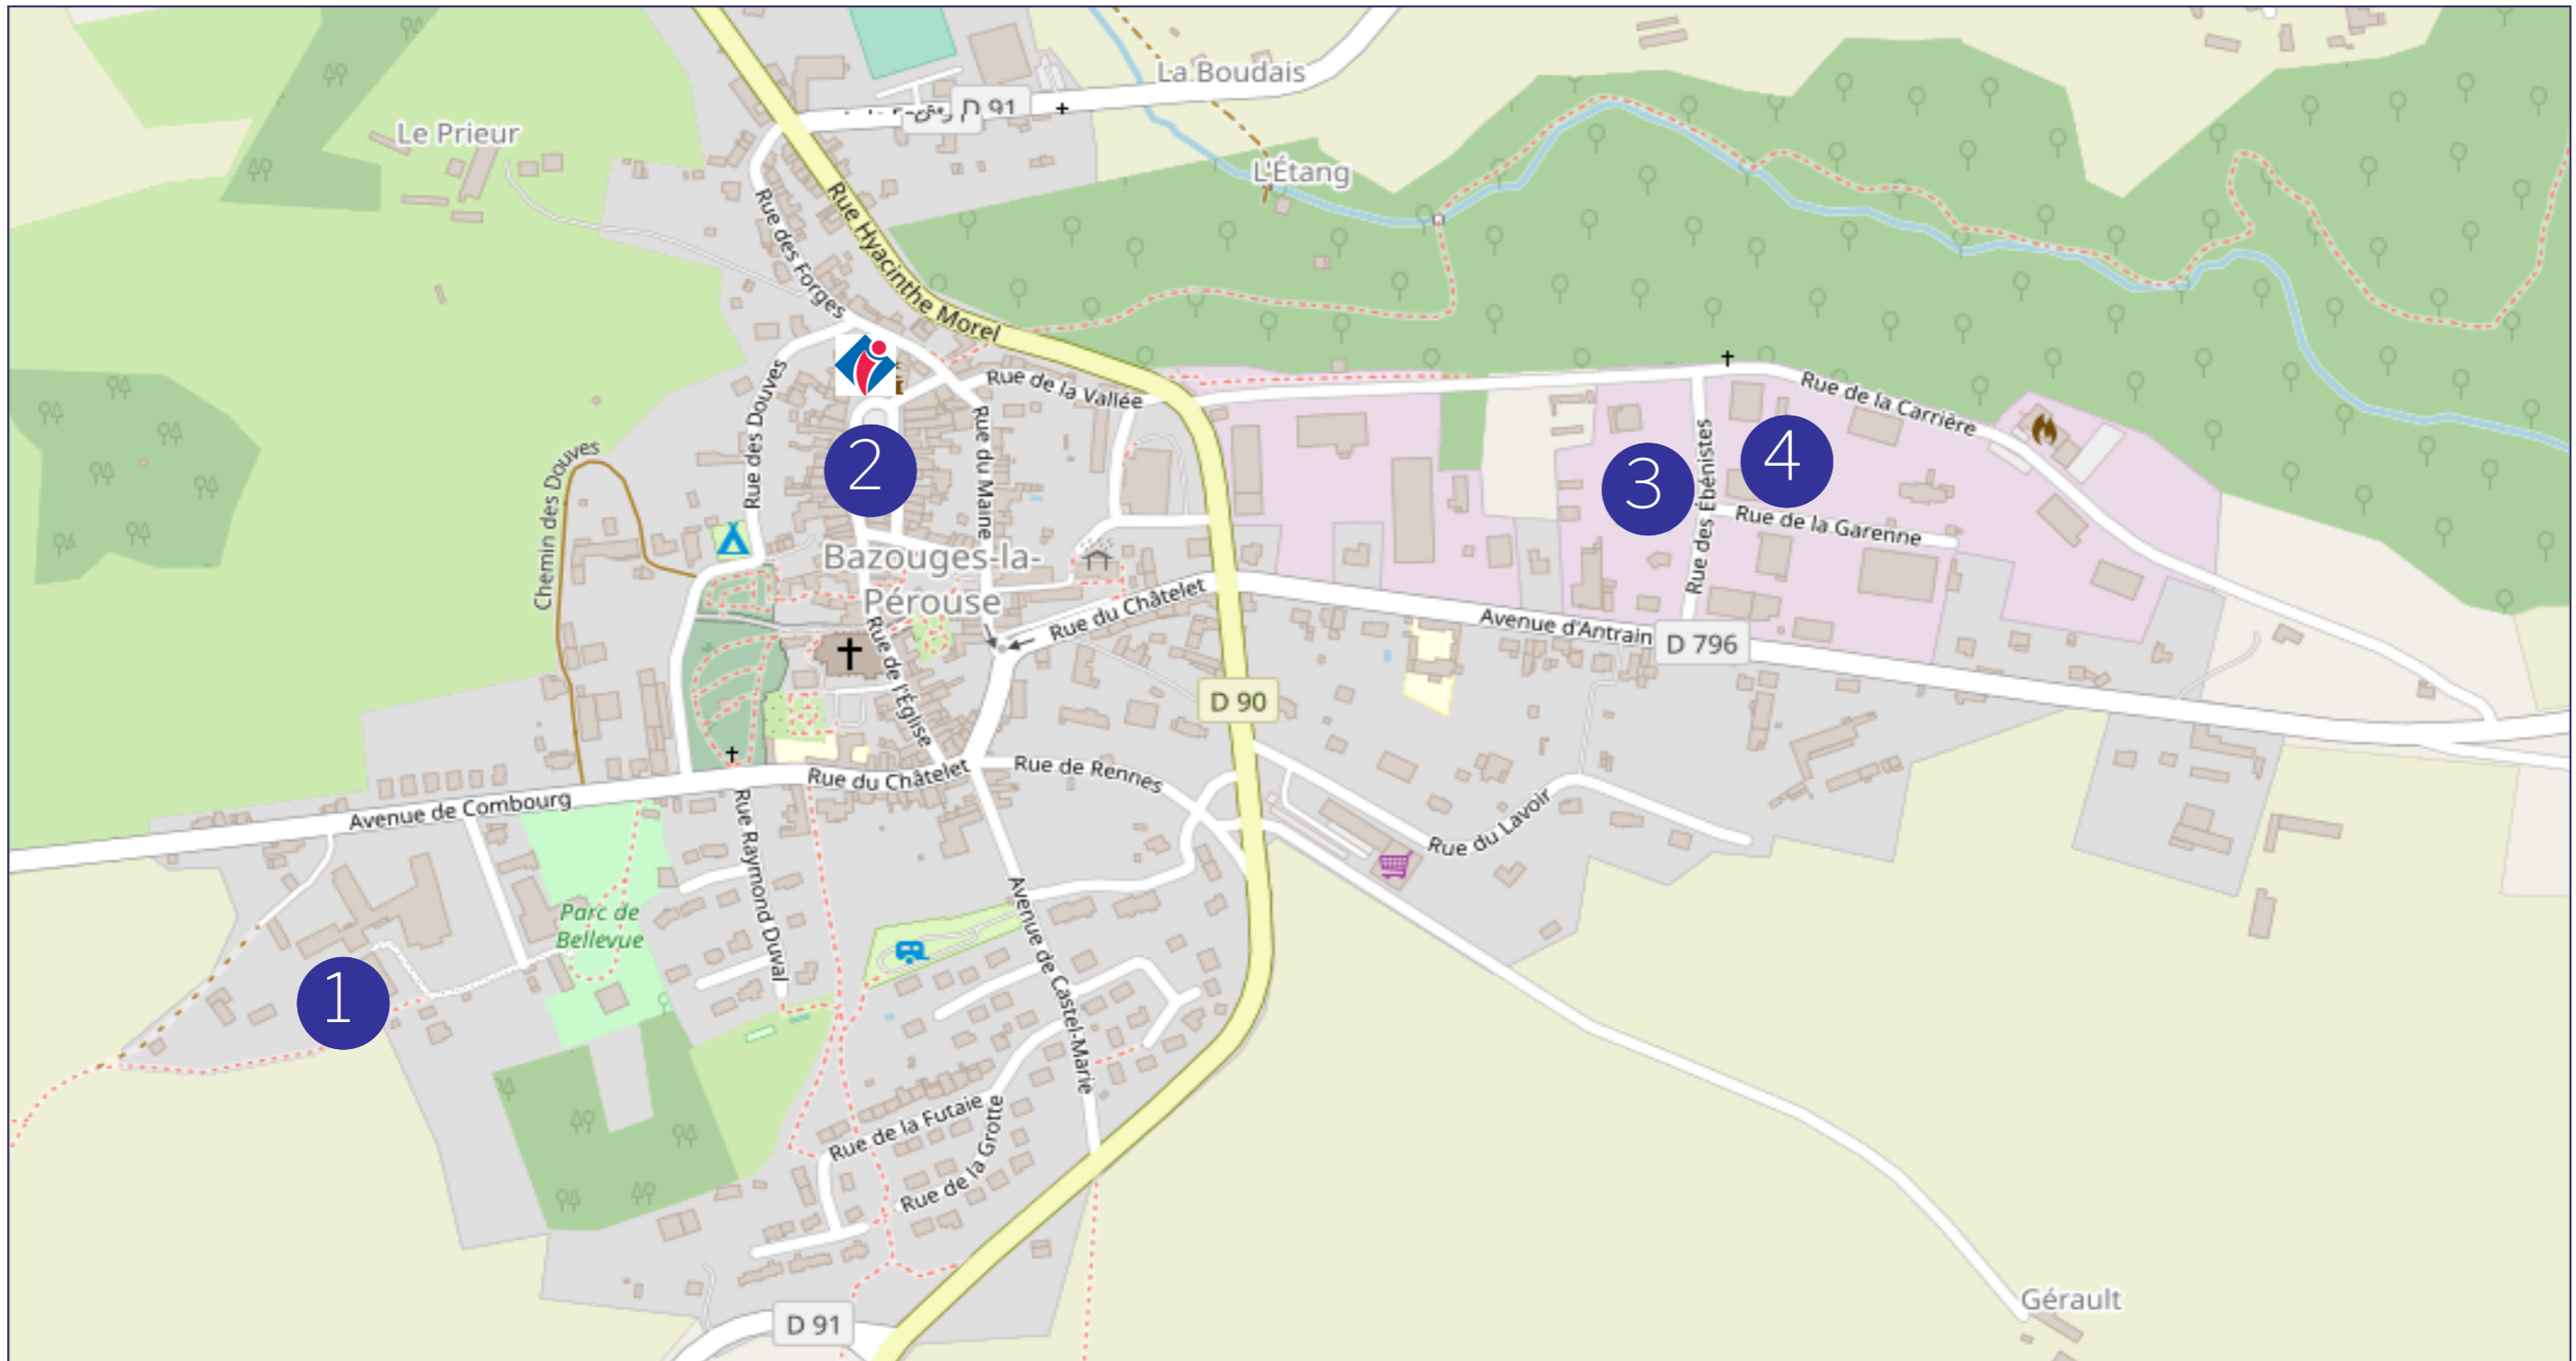 La Boudais
D 91
Le Prieur
L'Étang
Rue des Forges
Rue Hyacinthe Morel
Rue de la Vallée
Rue des Douves
Rue du Maine
Chemin des Douves
Rue de la Carrière
2
3
4
Rue des Ébénistes
Rue de la Garenne
Bazouges-la-
Pérouse
Rue du Châtelet
Avenue d'Antrain
D 796
Rue de l'Église
D 90
Rue du Châtelet
Rue de Rennes
Avenue de Combourg
Rue Raymond Duval
Rue du Lavoir
Parc de
Bellevue
Avenue de Castel-Marie
1
Rue de la Futaie
Rue de la Grotte
Gérault
D 91